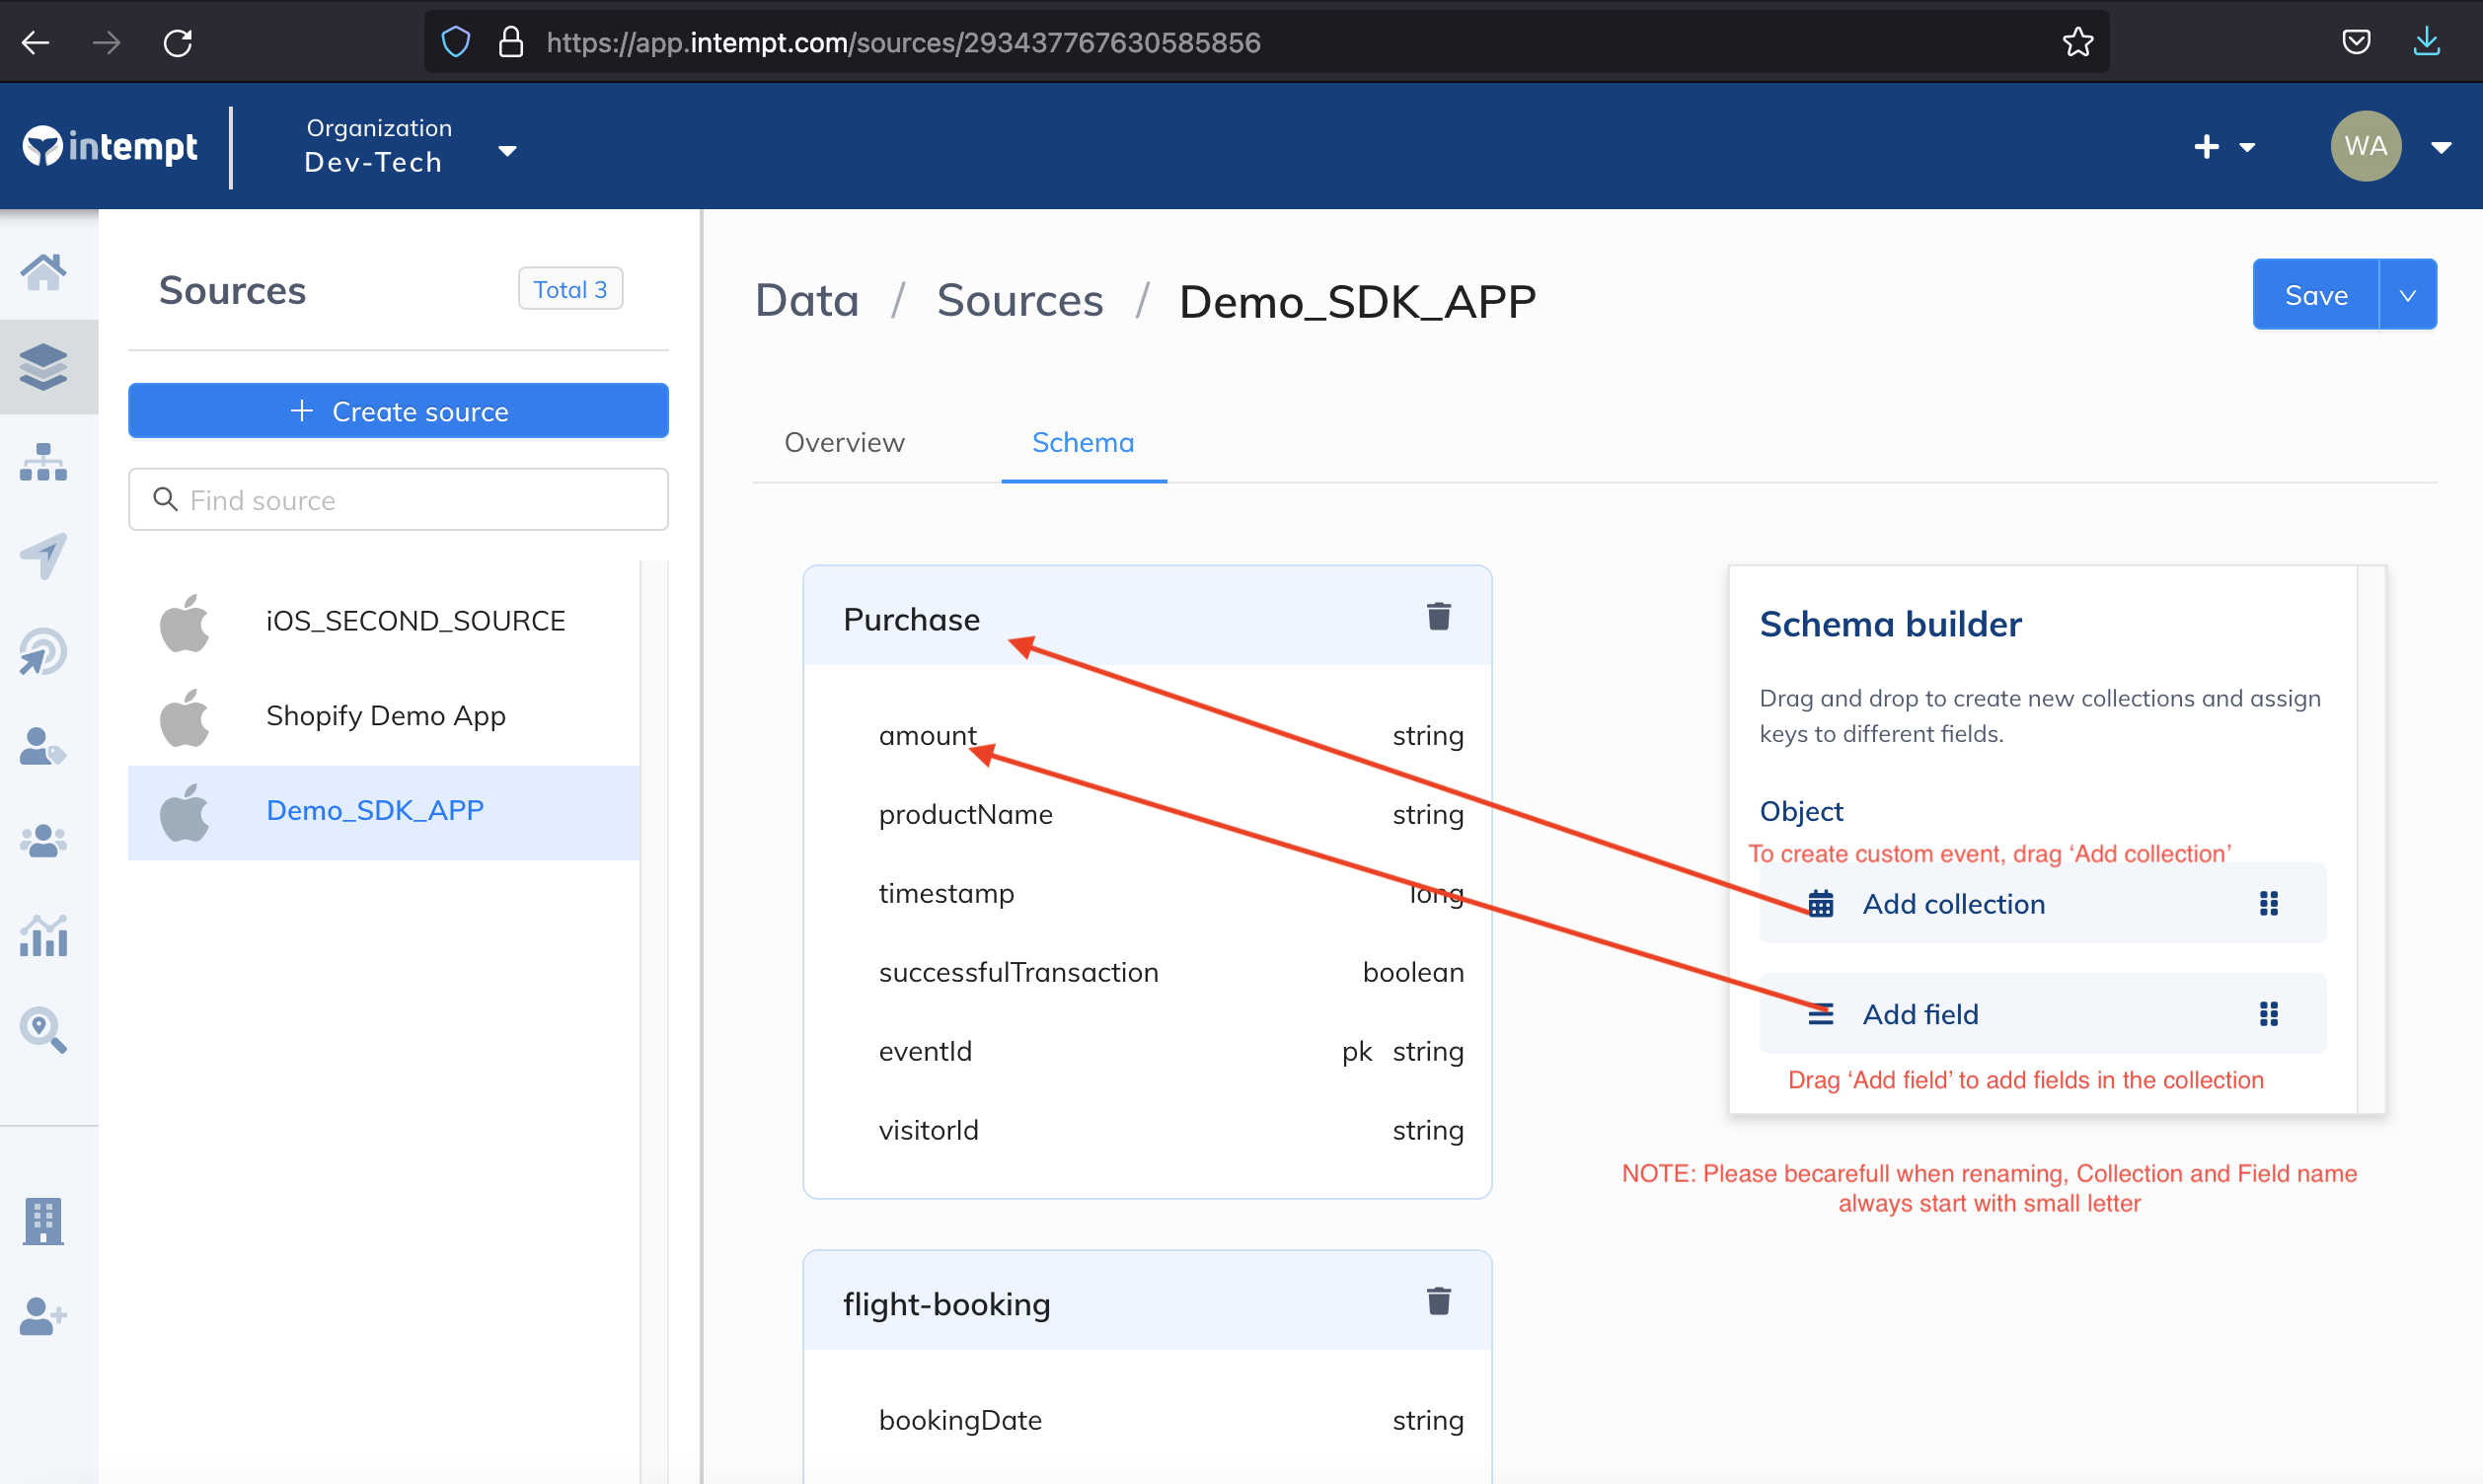 https://app.intempt.com/sources/293437767630585856
intempt
Organization
Dev-Tech
WA
Sources
Total 3
Create source
Find source
iOS_SECOND_SOURCE
Shopify Demo App
Demo_SDK_APP
Data / Sources / Demo_SDK_APP
Save
Overview
Schema
Purchase
amount string
productName string
timestamp long
successfulTransaction boolean
eventId pk string
visitorId string
flight-booking
bookingDate string
Schema builder
Drag and drop to create new collections and assign
keys to different fields.
Object
To create custom event, drag ‘Add collection’
Add collection
Add field
Drag ‘Add field’ to add fields in the collection
NOTE: Please becarefull when renaming, Collection and Field name
always start with small letter